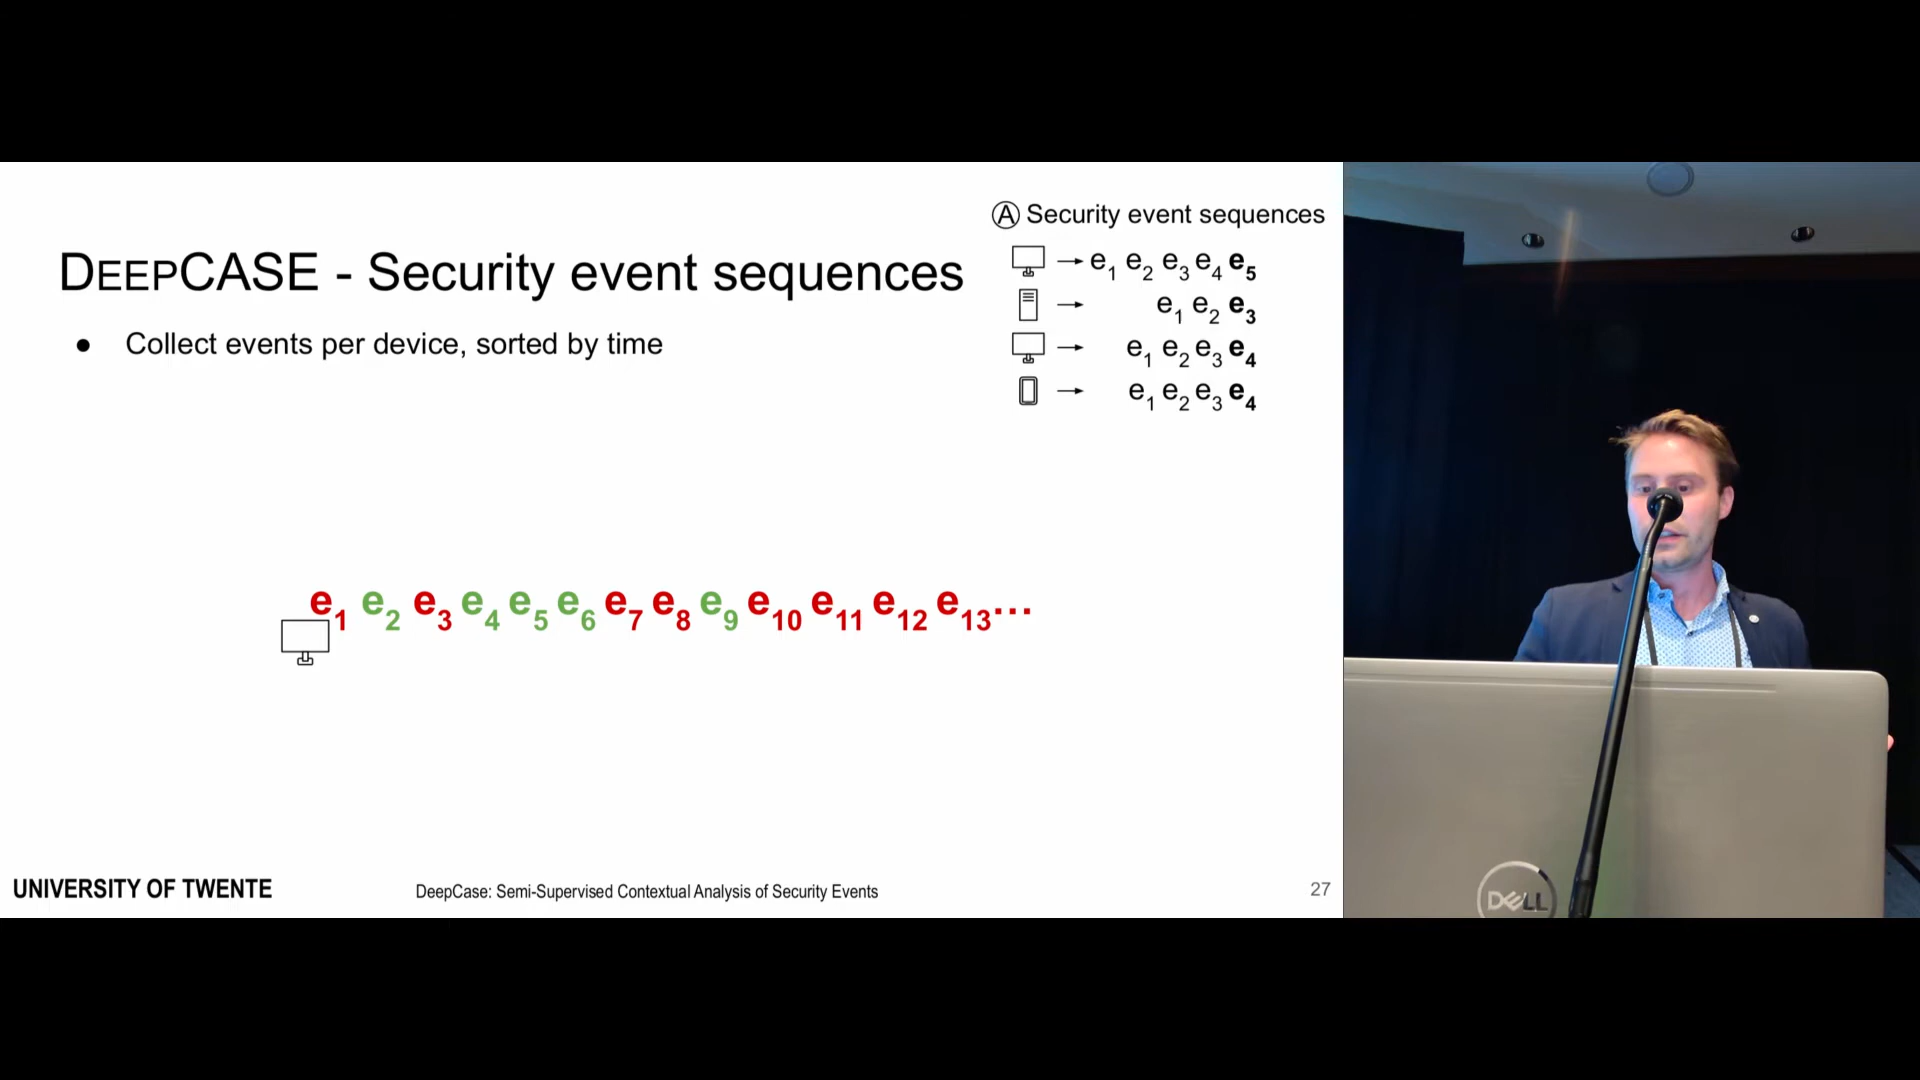 Ⓐ Security event sequences
DEEPCASE - Security event sequences
→ e1 e2 e3 e4 e5
→ e1 e2 e3
→ e1 e2 e3 e4
→ e1 e2 e3 e4
● Collect events per device, sorted by time
e1 e2 e3 e4 e5 e6 e7 e8 e9 e10 e11 e12 e13...
UNIVERSITY OF TWENTE
DeepCase: Semi-Supervised Contextual Analysis of Security Events
27
DELL